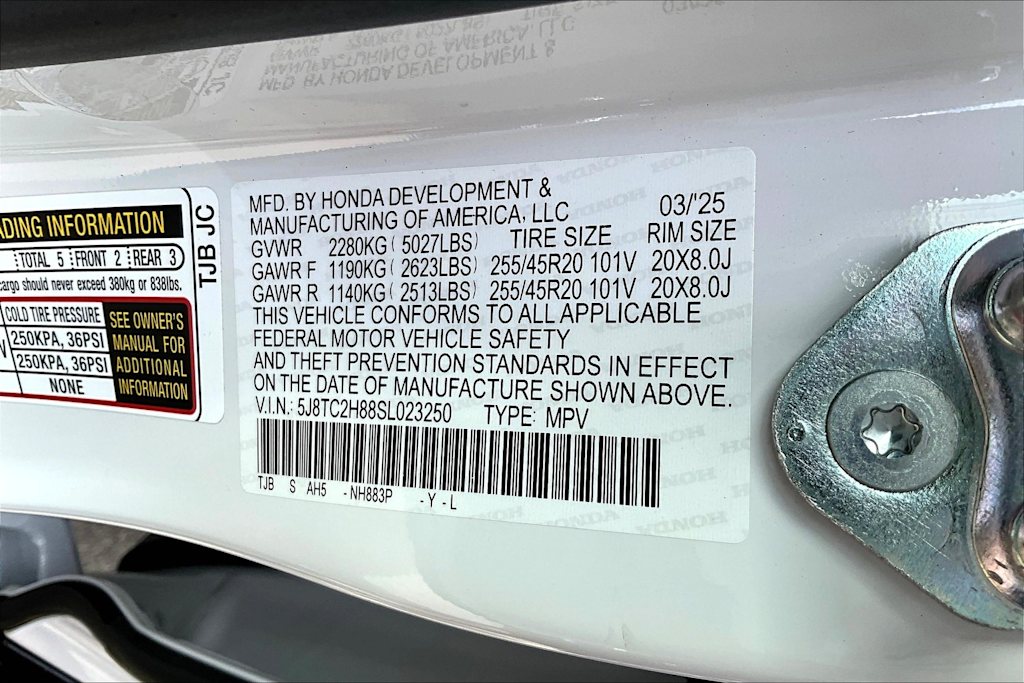 MFD. BY HONDA DEVELOPMENT &
MANUFACTURING OF AMERICA, LLC 03/'25
GVWR 2280KG ( 5027LBS) TIRE SIZE RIM SIZE
GAWR F 1190KG ( 2623LBS) 255/45R20 101V 20X8.0J
GAWR R 1140KG ( 2513LBS) 255/45R20 101V 20X8.0J
THIS VEHICLE CONFORMS TO ALL APPLICABLE
FEDERAL MOTOR VEHICLE SAFETY
AND THEFT PREVENTION STANDARDS IN EFFECT
ON THE DATE OF MANUFACTURE SHOWN ABOVE.
V.I.N.: 5J8TC2H88SL023250 TYPE: MPV
TJB S AH5 -NH883P -Y-L
ADING INFORMATION
TOTAL 5 FRONT 2 REAR 3
cargo should never exceed 380kg or 838lbs.
COLD TIRE PRESSURE
250KPA, 36PSI
250KPA, 36PSI
NONE
SEE OWNER'S
MANUAL FOR
ADDITIONAL
INFORMATION
TJB JC